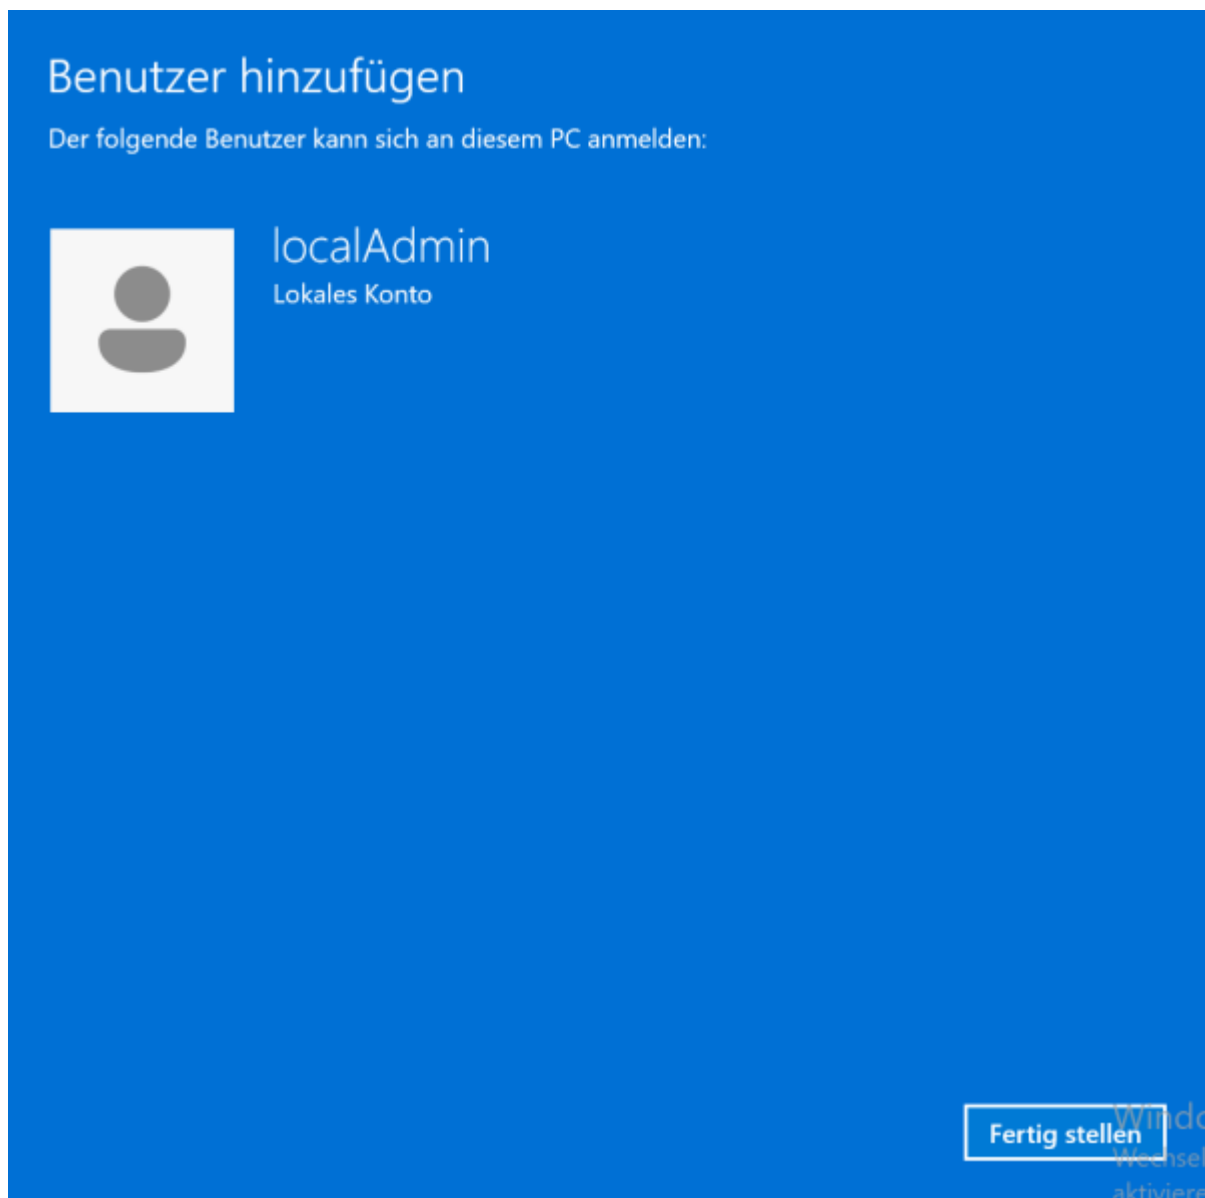 Benutzer hinzufügen
Der folgende Benutzer kann sich an diesem PC anmelden:
localAdmin
Lokales Konto
Fertig stellen